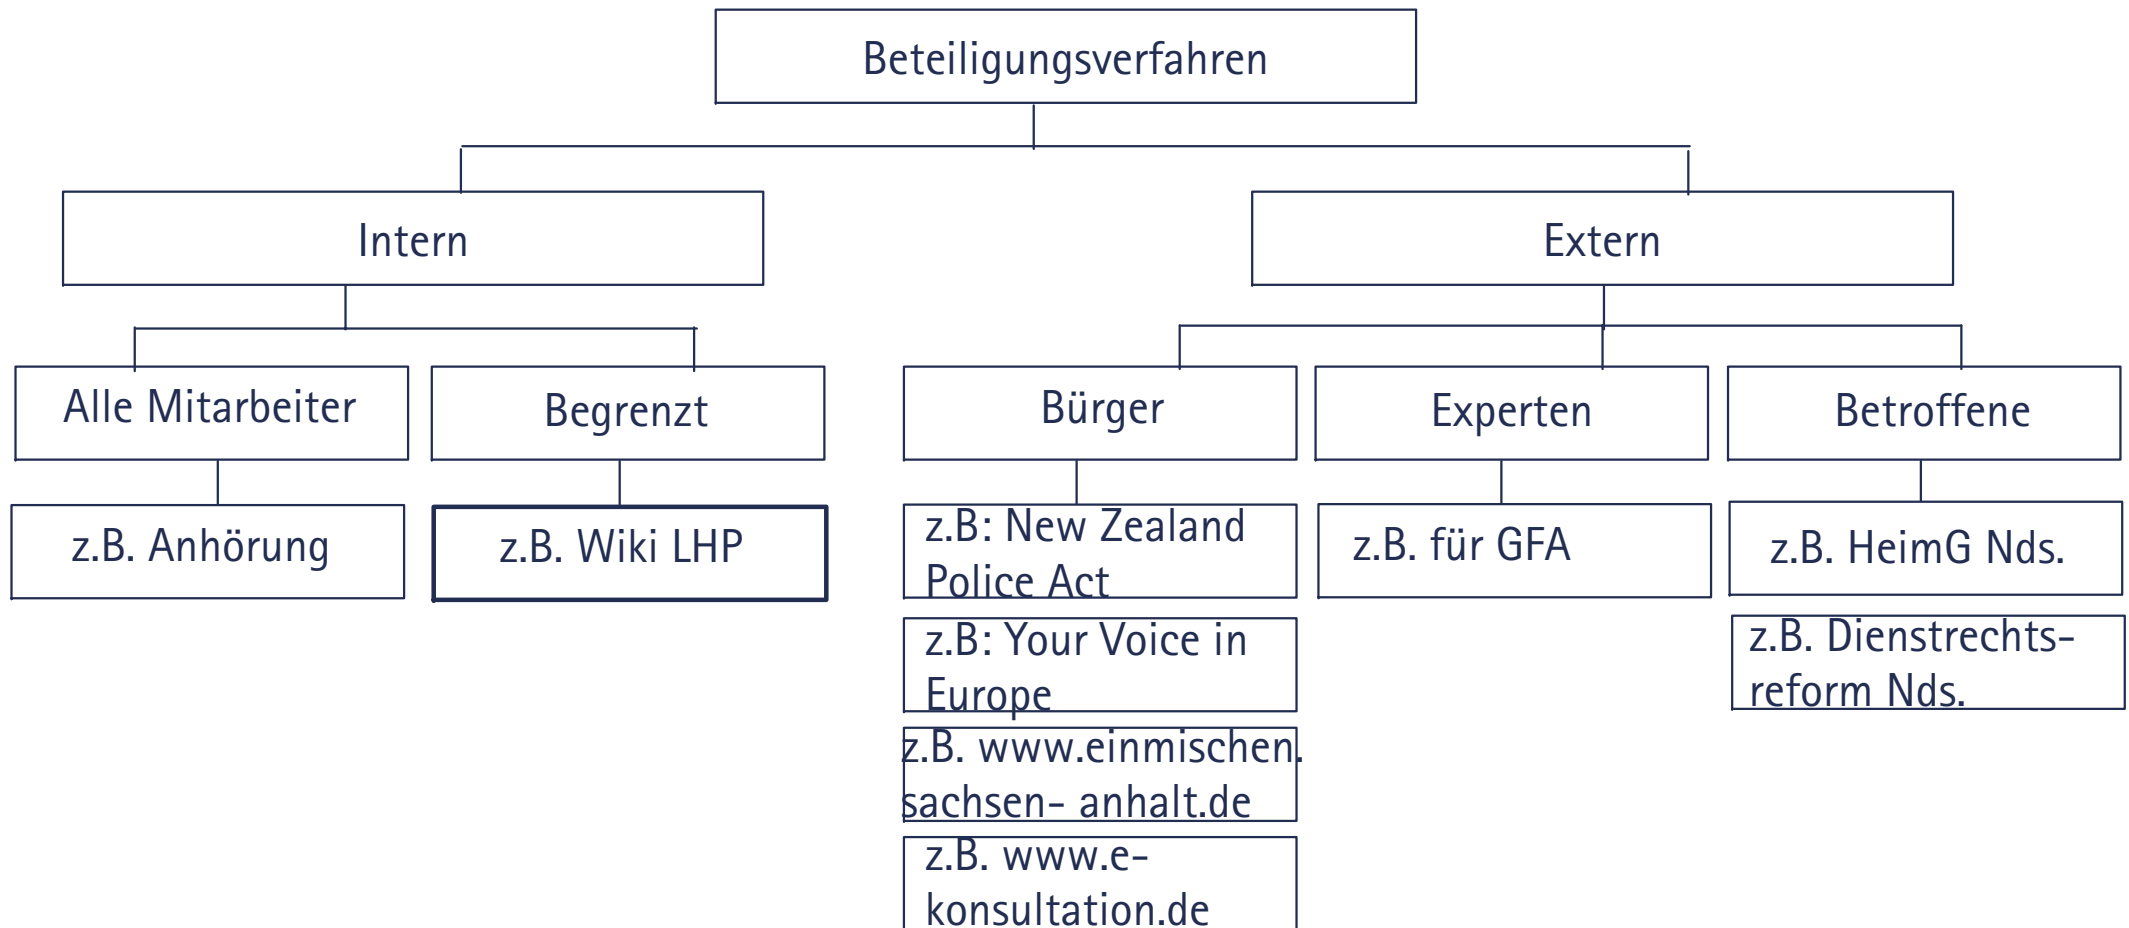 Beteiligungsverfahren
Intern
Extern
Alle Mitarbeiter
Begrenzt
Bürger
Experten
Betroffene
z.B. Anhörung
z.B. Wiki LHP
z.B: New Zealand
Police Act
z.B. für GFA
z.B. HeimG Nds.
z.B: Your Voice in
Europe
z.B. Dienstrechts-
reform Nds.
z.B. www.einmischen.
sachsen- anhalt.de
z.B. www.e-
konsultation.de